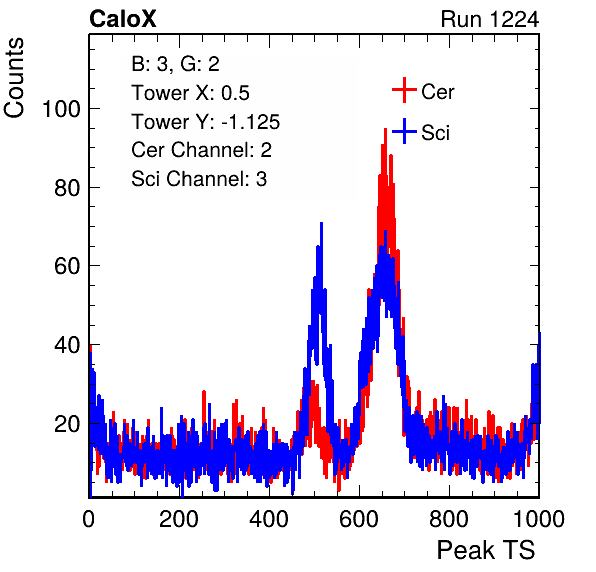 CaloX
Run 1224
Counts
B: 3, G: 2
Tower X: 0.5
Tower Y: -1.125
Cer Channel: 2
Sci Channel: 3
Cer
Sci
100
80
60
40
20
0
200
400
600
800
1000
Peak TS